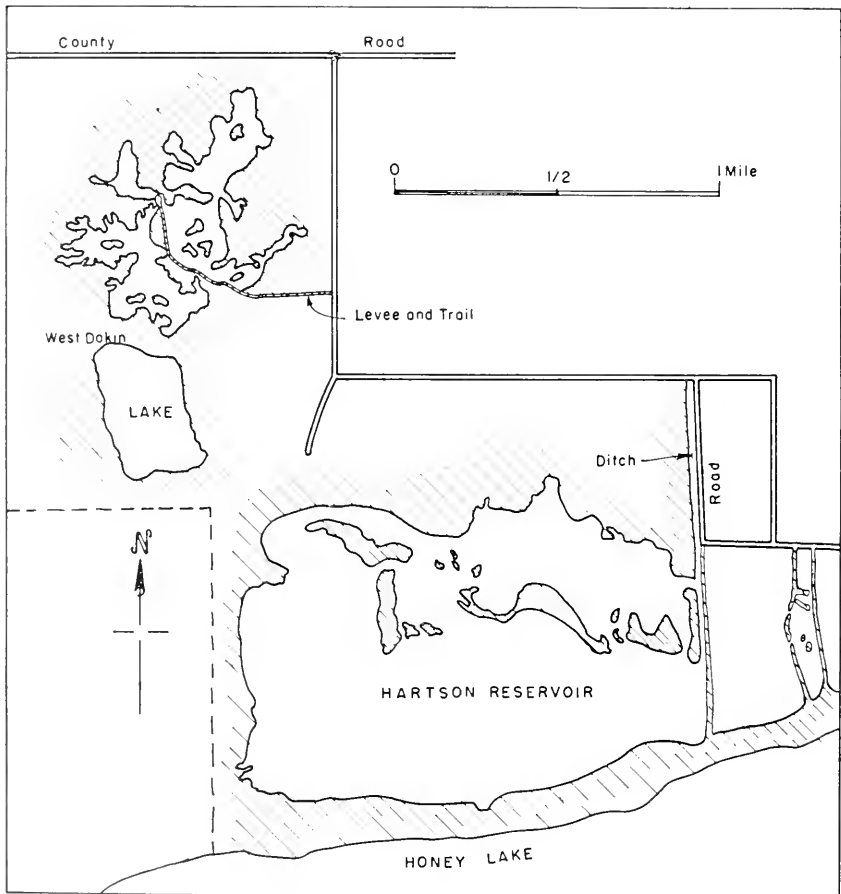 County Road
0 1/2 1 Mile
Levee and Trail
West Dakin
LAKE
Ditch
Road
N
HARTSON RESERVOIR
HONEY LAKE